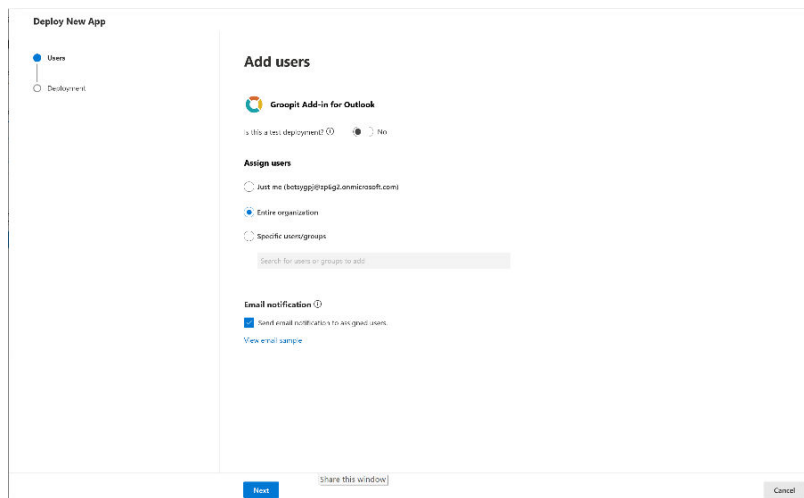 Deploy New App
Users
Deployment
Add users
Groopit Add-in for Outlook
Is this a test deployment?
No
Assign users
Just me (betsygpj@zp6g2.onmicrosoft.com)
Entire organization
Specific users/groups
Search for users or groups to add
Email notification
Send email notification to assigned users.
View email sample
Share this window
Next
Cancel